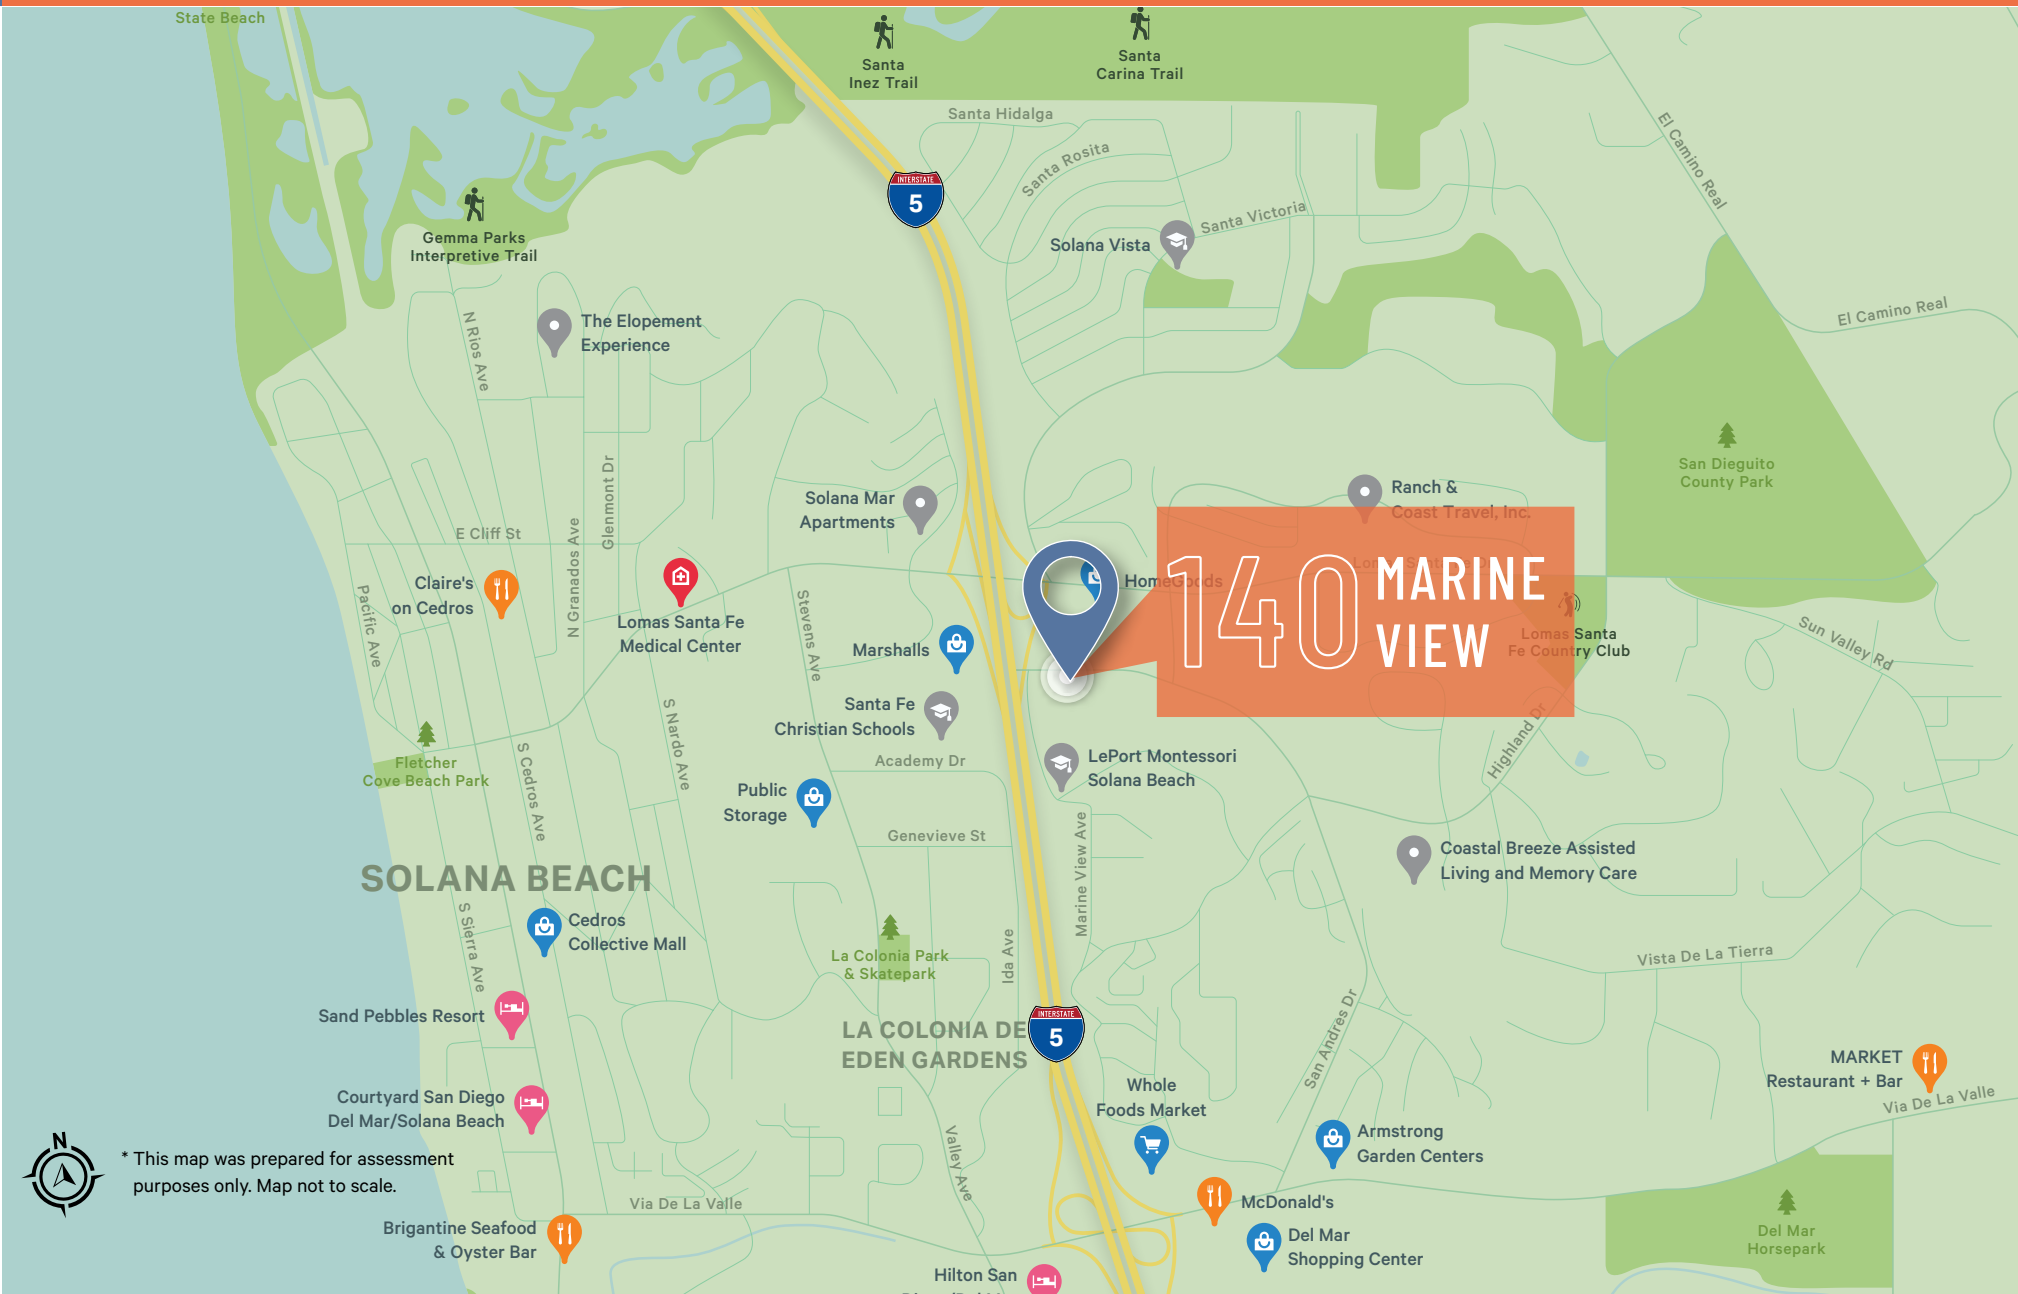 State Beach
Santa
Inez Trail
Santa
Carina Trail
Santa Hidalga
Santa Rosita
El Camino Real
INTERSTATE
5
Solana Vista
Santa Victoria
Gemma Parks
Interpretive Trail
El Camino Real
N Rios Ave
The Elopement
Experience
San Dieguito
County Park
Glenmont Dr
Solana Mar
Apartments
Ranch &
Coast Travel, Inc.
E Cliff St
N Granados Ave
HomeGoods
140
MARINE
VIEW
Claire's
on Cedros
Pacific Ave
Lomas Santa Fe
Medical Center
Stevens Ave
Marshalls
Lomas Santa
Fe Country Club
Sun Valley Rd
Santa Fe
Christian Schools
S Nardo Ave
Highland Dr
Fletcher
Cove Beach Park
S Cedros Ave
Academy Dr
LePort Montessori
Solana Beach
Public
Storage
Genevieve St
Marine View Ave
Coastal Breeze Assisted
Living and Memory Care
SOLANA BEACH
S Sierra Ave
Cedros
Collective Mall
La Colonia Park
& Skatepark
Ida Ave
Vista De La Tierra
Sand Pebbles Resort
LA COLONIA DE
EDEN GARDENS
INTERSTATE
5
San Andres Dr
MARKET
Restaurant + Bar
Via De La Valle
Whole
Foods Market
Courtyard San Diego
Del Mar/Solana Beach
Armstrong
Garden Centers
Valley Ave
N
* This map was prepared for assessment
purposes only. Map not to scale.
Via De La Valle
McDonald's
Brigantine Seafood
& Oyster Bar
Del Mar
Shopping Center
Del Mar
Horsepark
Hilton San